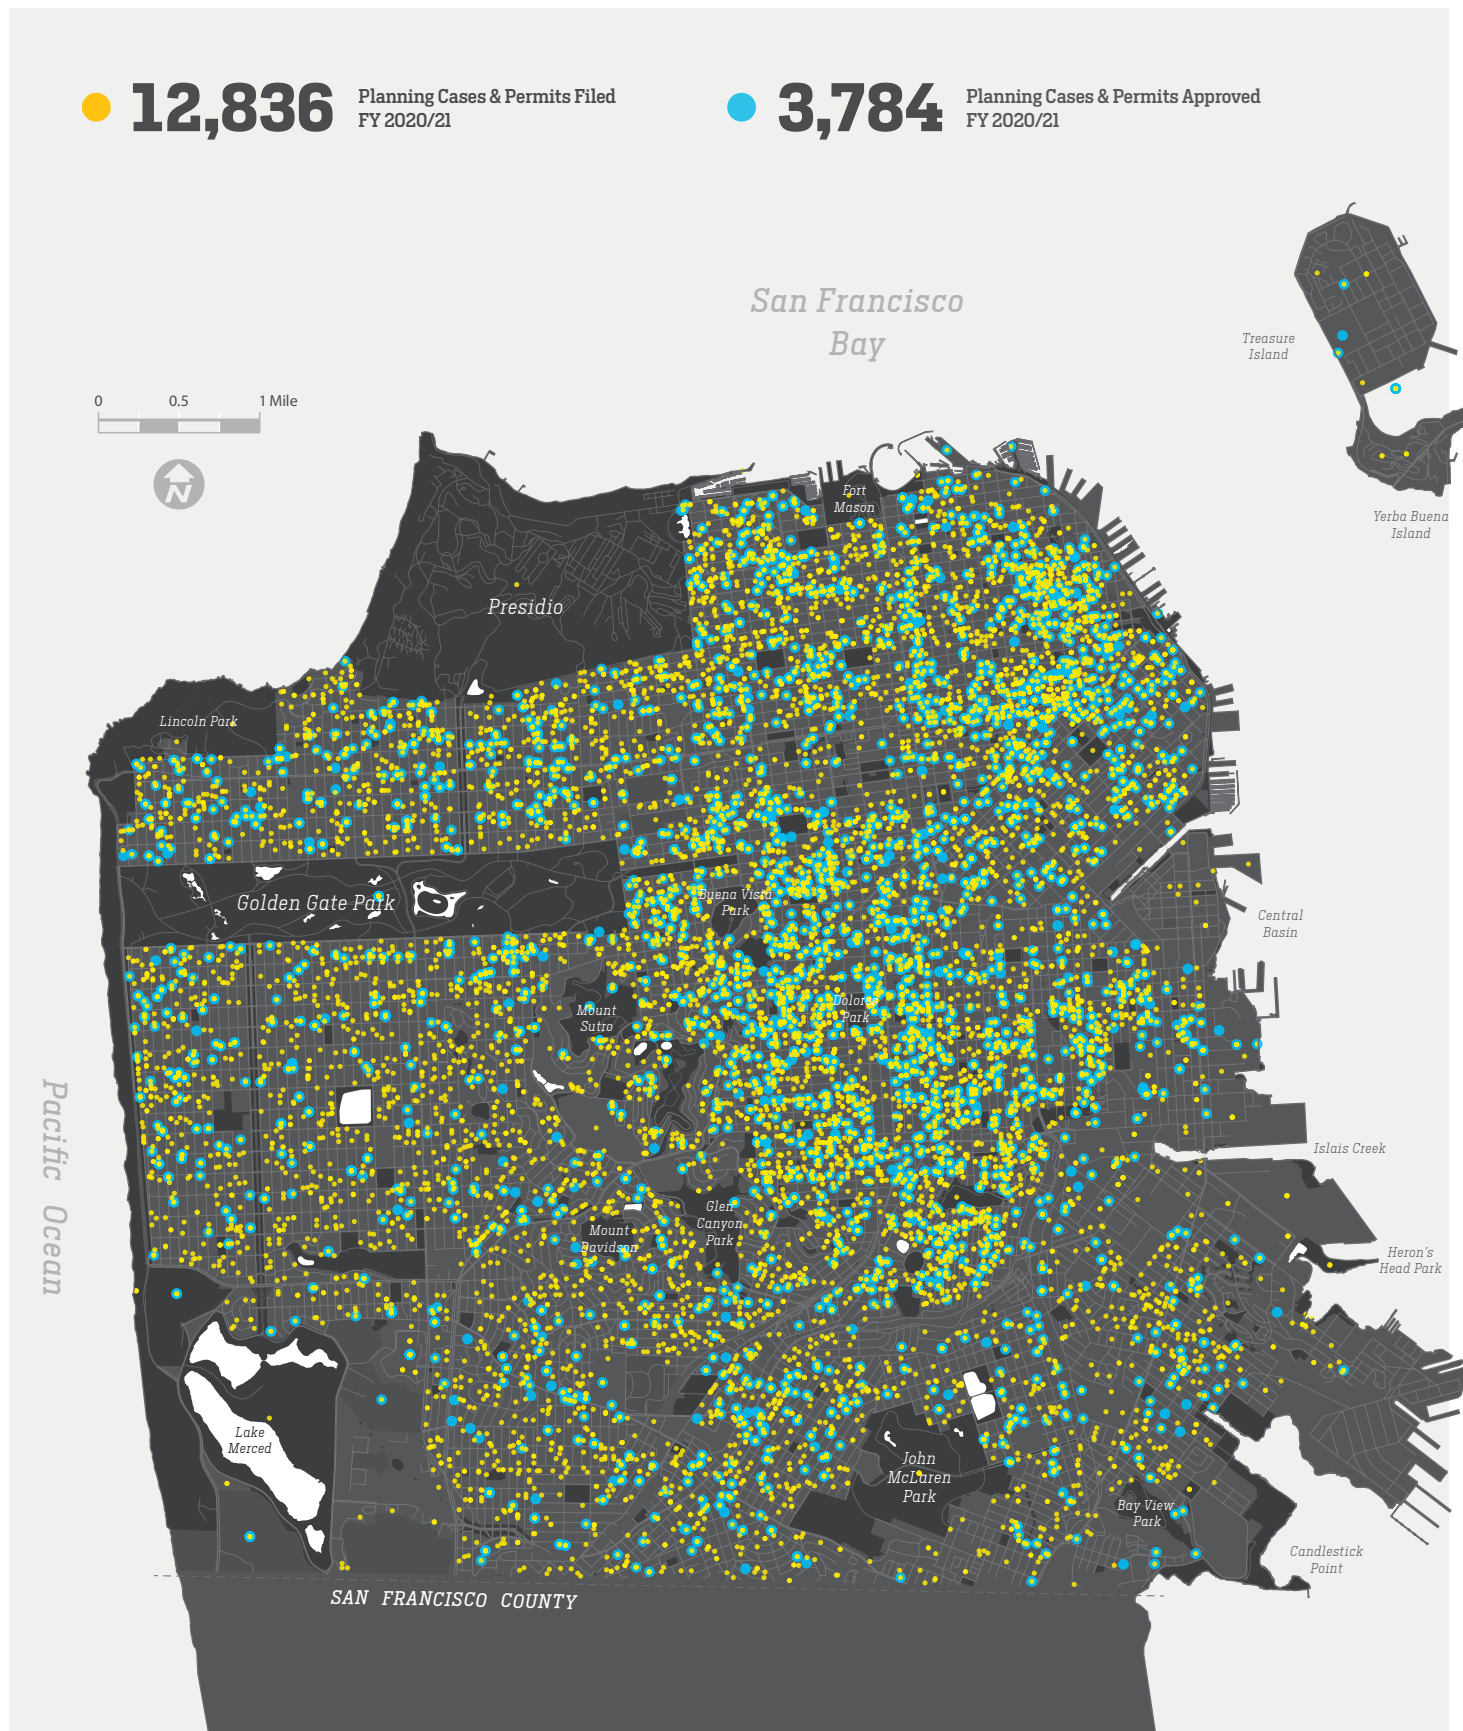 12,836
Planning Cases & Permits Filed
FY 2020/21
3,784
Planning Cases & Permits Approved
FY 2020/21
San Francisco
Bay
Treasure
Island
0 0.5 1 Mile
N
Fort
Mason
Yerba Buena
Island
Presidio
Lincoln Park
Golden Gate Park
Buena Vista
Park
Central
Basin
Mount
Sutro
Dolores
Park
Pacific Ocean
Islais Creek
Glen
Canyon
Park
Mount
Davidson
Heron's
Head Park
Lake
Merced
John
McLuren
Park
Bay View
Park
Candlestick
Point
SAN FRANCISCO COUNTY